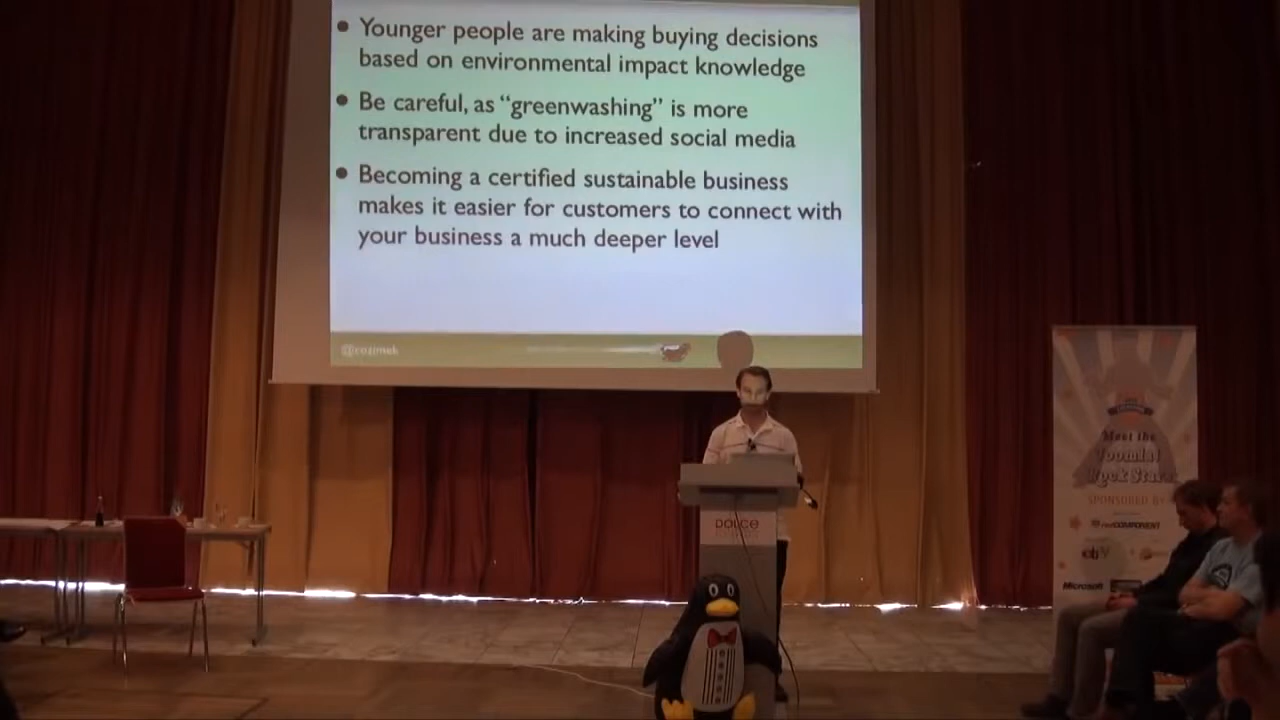 Younger people are making buying decisions
based on environmental impact knowledge
Be careful, as “greenwashing” is more
transparent due to increased social media
Becoming a certified sustainable business
makes it easier for customers to connect with
your business a much deeper level
@cozimek
DOLCE
Meet the
Joomla!
Rock Stars
SPONSORED BY
ebay
Microsoft